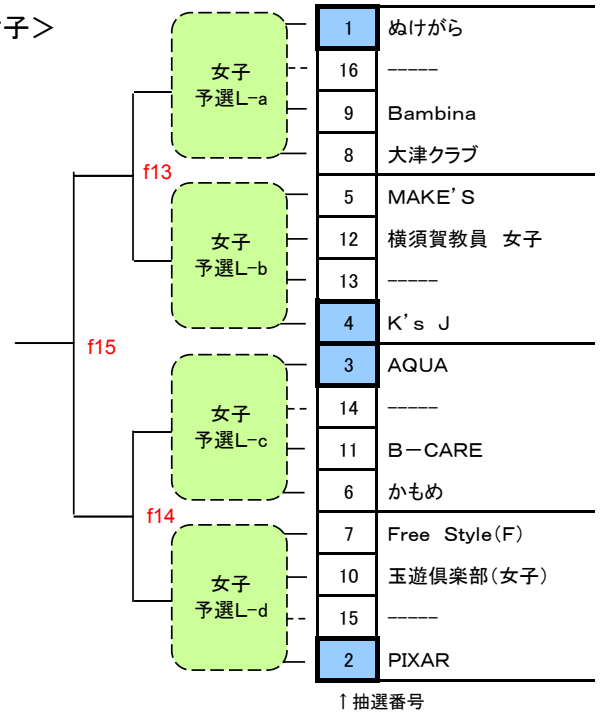 子＞
女子
予選L-a
1 ぬけがら
16 -----
9 Bambina
8 大津クラブ
f13
女子
予選L-b
5 MAKE'S
12 横須賀教員 女子
13 -----
4 K's J
f15
女子
予選L-c
3 AQUA
14 -----
11 B－CARE
6 かもめ
f14
女子
予選L-d
7 Free Style(F)
10 玉遊倶楽部(女子)
15 -----
2 PIXAR
↑抽選番号